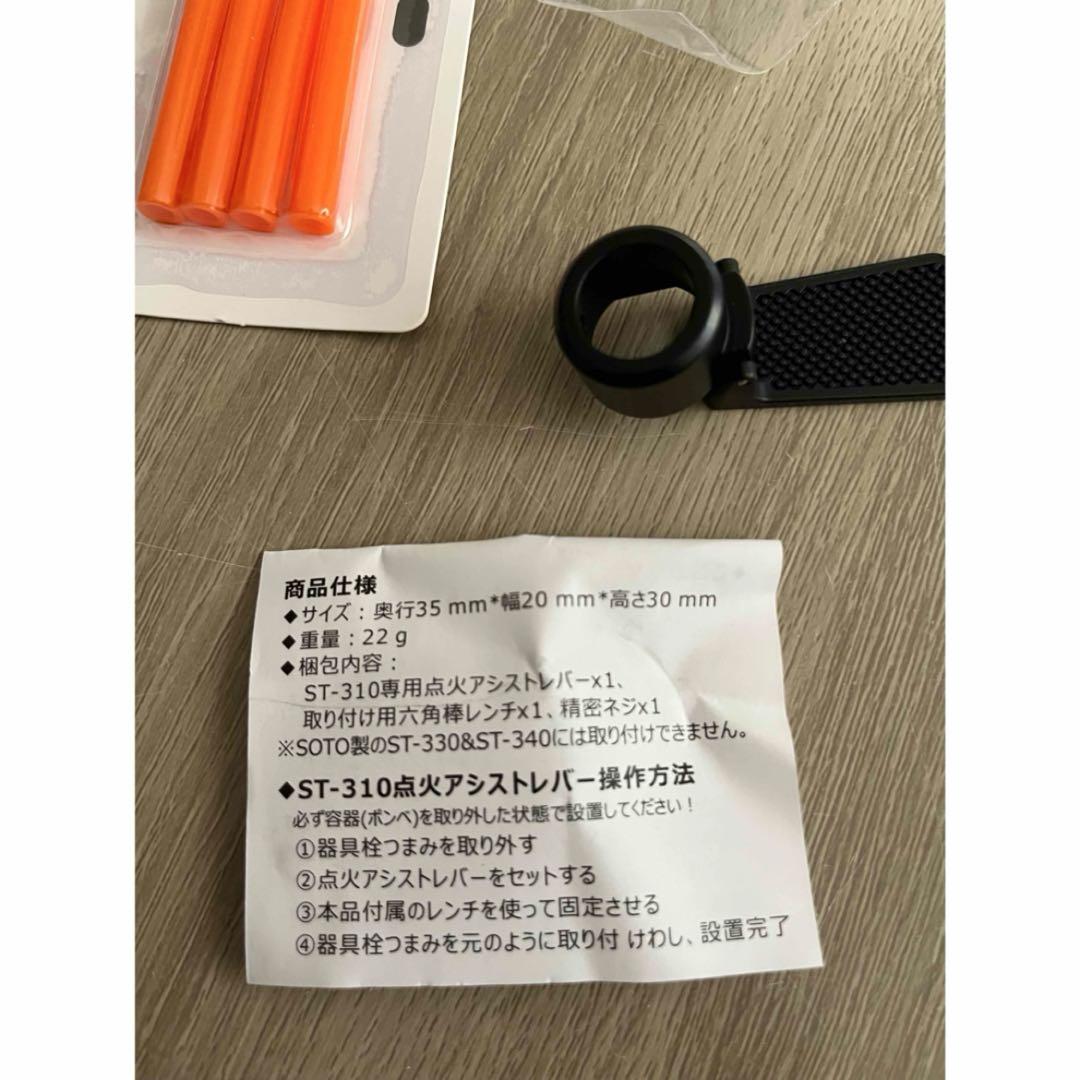 商品仕様
◆サイズ：奥行35 mm*幅20 mm*高さ30 mm
◆重量：22 g
◆梱包内容：
ST-310専用点火アシストレバーx1、
取り付け用六角棒レンチx1、精密ネジx1
※SOTO製のST-330&ST-340には取り付けできません。
◆ST-310点火アシストレバー操作方法
必ず容器(ボンベ)を取り外した状態で設置してください！
①器具栓つまみを取り外す
②点火アシストレバーをセットする
③本品付属のレンチを使って固定させる
④器具栓つまみを元のように取り付 けわし、設置完了